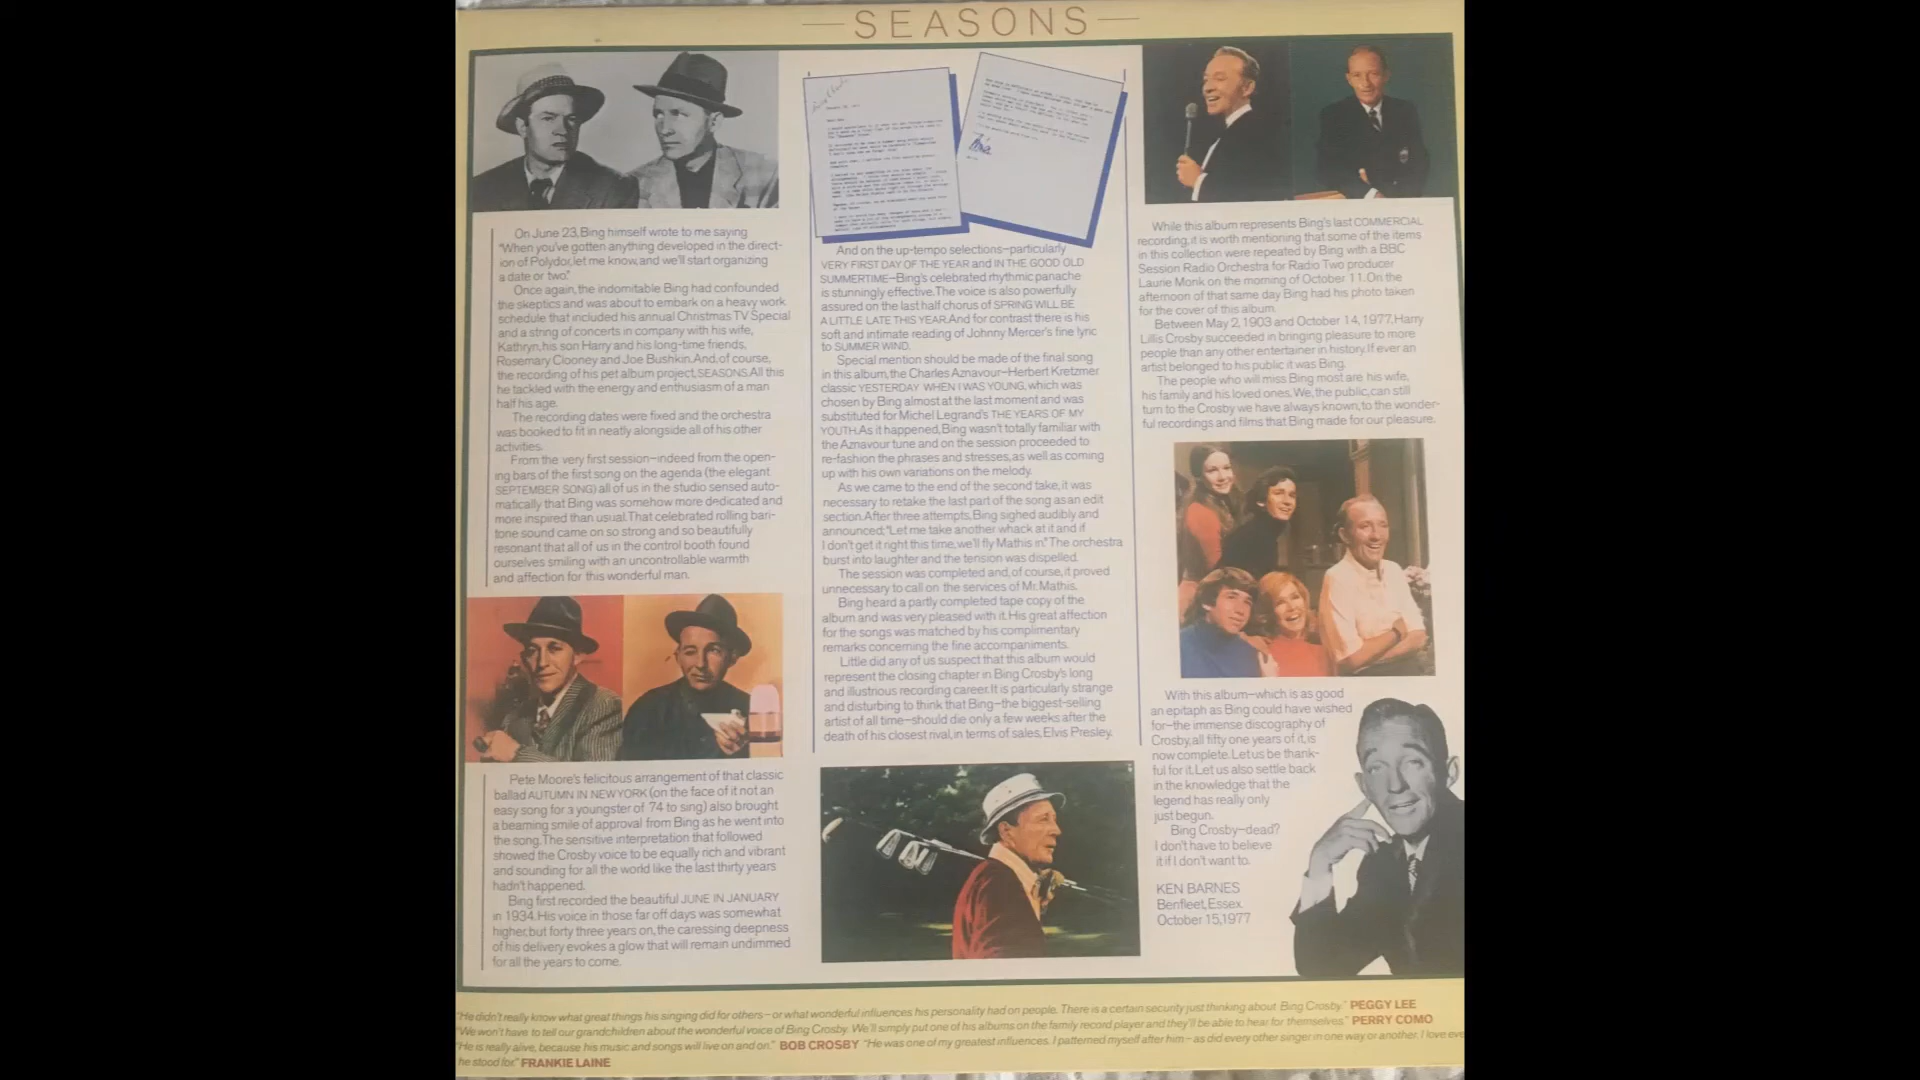 SEASONS
On June 23, Bing himself wrote to me saying
"When you've gotten anything developed in the direct-
ion of Polydor, let me know, and we'll start organizing
a date or two."
Once again, the indomitable Bing had confounded
the skeptics and was about to embark on a heavy work
schedule that included his annual Christmas TV Special
and a string of concerts in company with his wife,
Kathryn, his son Harry and his long-time friends,
Rosemary Clooney and Joe Bushkin. And, of course,
the recording of his pet album project, SEASONS. All this
he tackled with the energy and enthusiasm of a man
half his age.
The recording dates were fixed and the orchestra
was booked to fit in neatly alongside all of his other
activities.
From the very first session—indeed from the open-
ing bars of the first song on the agenda (the elegant
SEPTEMBER SONG) all of us in the studio sensed auto-
matically that Bing was somehow more dedicated and
more inspired than usual. That celebrated rolling bari-
tone sound came on so strong and so beautifully
resonant that all of us in the control booth found
ourselves smiling with an uncontrollable warmth
and affection for this wonderful man.
Pete Moore's felicitous arrangement of that classic
ballad AUTUMN IN NEW YORK (on the face of it not an
easy song for a youngster of 74 to sing) also brought
a beaming smile of approval from Bing as he went into
the song. The sensitive interpretation that followed
showed the Crosby voice to be equally rich and vibrant
and sounding for all the world like the last thirty years
hadn't happened.
Bing first recorded the beautiful JUNE IN JANUARY
in 1934. His voice in those far off days was somewhat
higher, but forty three years on, the caressing deepness
of his delivery evokes a glow that will remain undimmed
for all the years to come.
And on the up-tempo selections—particularly
VERY FIRST DAY OF THE YEAR and IN THE GOOD OLD
SUMMERTIME—Bing's celebrated rhythmic panache
is stunningly effective. The voice is also powerfully
assured on the last half chorus of SPRING WILL BE
A LITTLE LATE THIS YEAR. And for contrast there is his
soft and intimate reading of Johnny Mercer's fine lyric
to SUMMER WIND.
Special mention should be made of the final song
in this album, the Charles Aznavour—Herbert Kretzmer
classic YESTERDAY WHEN I WAS YOUNG, which was
chosen by Bing almost at the last moment and was
substituted for Michel Legrand's THE YEARS OF MY
YOUTH. As it happened, Bing wasn't totally familiar with
the Aznavour tune and on the session proceeded to
re-fashion the phrases and stresses, as well as coming
up with his own variations on the melody.
As we came to the end of the second take, it was
necessary to retake the last part of the song as an edit
section. After three attempts, Bing sighed audibly and
announced, "Let me take another whack at it and if
I don't get it right this time, we'll fly Mathis in." The orchestra
burst into laughter and the tension was dispelled.
The session was completed and, of course, it proved
unnecessary to call on the services of Mr. Mathis.
Bing heard a partly completed tape copy of the
album and was very pleased with it. His great affection
for the songs was matched by his complimentary
remarks concerning the fine accompaniments.
Little did any of us suspect that this album would
represent the closing chapter in Bing Crosby's long
and illustrious recording career. It is particularly strange
and disturbing to think that Bing—the biggest-selling
artist of all time—should die only a few weeks after the
death of his closest rival, in terms of sales, Elvis Presley.
While this album represents Bing's last COMMERCIAL
recording, it is worth mentioning that some of the items
in this collection were repeated by Bing with a BBC
Session Radio Orchestra for Radio Two producer
Laurie Monk on the morning of October 11. On the
afternoon of that same day Bing had his photo taken
for the cover of this album.
Between May 2, 1903 and October 14, 1977, Harry
Lillis Crosby succeeded in bringing pleasure to more
people than any other entertainer in history. If ever an
artist belonged to his public it was Bing.
The people who will miss Bing most are his wife,
his family and his loved ones. We, the public, can still
turn to the Crosby we have always known, to the wonder-
ful recordings and films that Bing made for our pleasure.
With this album—which is as good
an epitaph as Bing could have wished
for—the immense discography of
Crosby, all fifty one years of it, is
now complete. Let us be thank-
ful for it. Let us also settle back
in the knowledge that the
legend has really only
just begun.
Bing Crosby—dead?
I don't have to believe
it if I don't want to.
KEN BARNES
Benfleet, Essex.
October 15, 1977
"He didn't really know what great things his singing did for others—or what wonderful influences his personality had on people. There is a certain security just thinking about Bing Crosby." PEGGY LEE
"We won't have to tell our grandchildren about the wonderful voice of Bing Crosby. We'll simply put one of his albums on the family record player and they'll be able to hear for themselves." PERRY COMO
"He is really alive, because his music and songs will live on and on." BOB CROSBY "He was one of my greatest influences. I patterned myself after him—as did every other singer in one way or another. I love
he stood for." FRANKIE LAINE